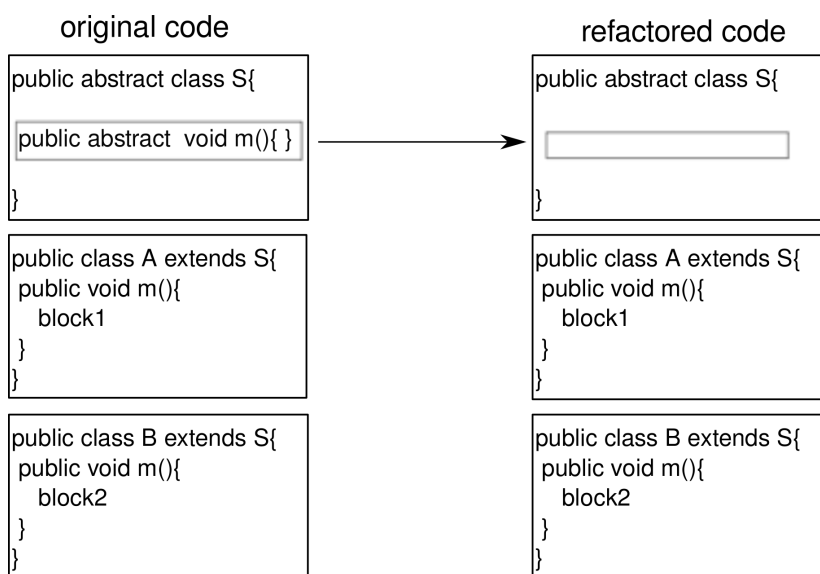 original code
public abstract class S{
public abstract  void m(){ }
}
public class A extends S{
public void m(){
block1
}
}
public class B extends S{
public void m(){
block2
}
}
refactored code
public abstract class S{
}
public class A extends S{
public void m(){
block1
}
}
public class B extends S{
public void m(){
block2
}
}